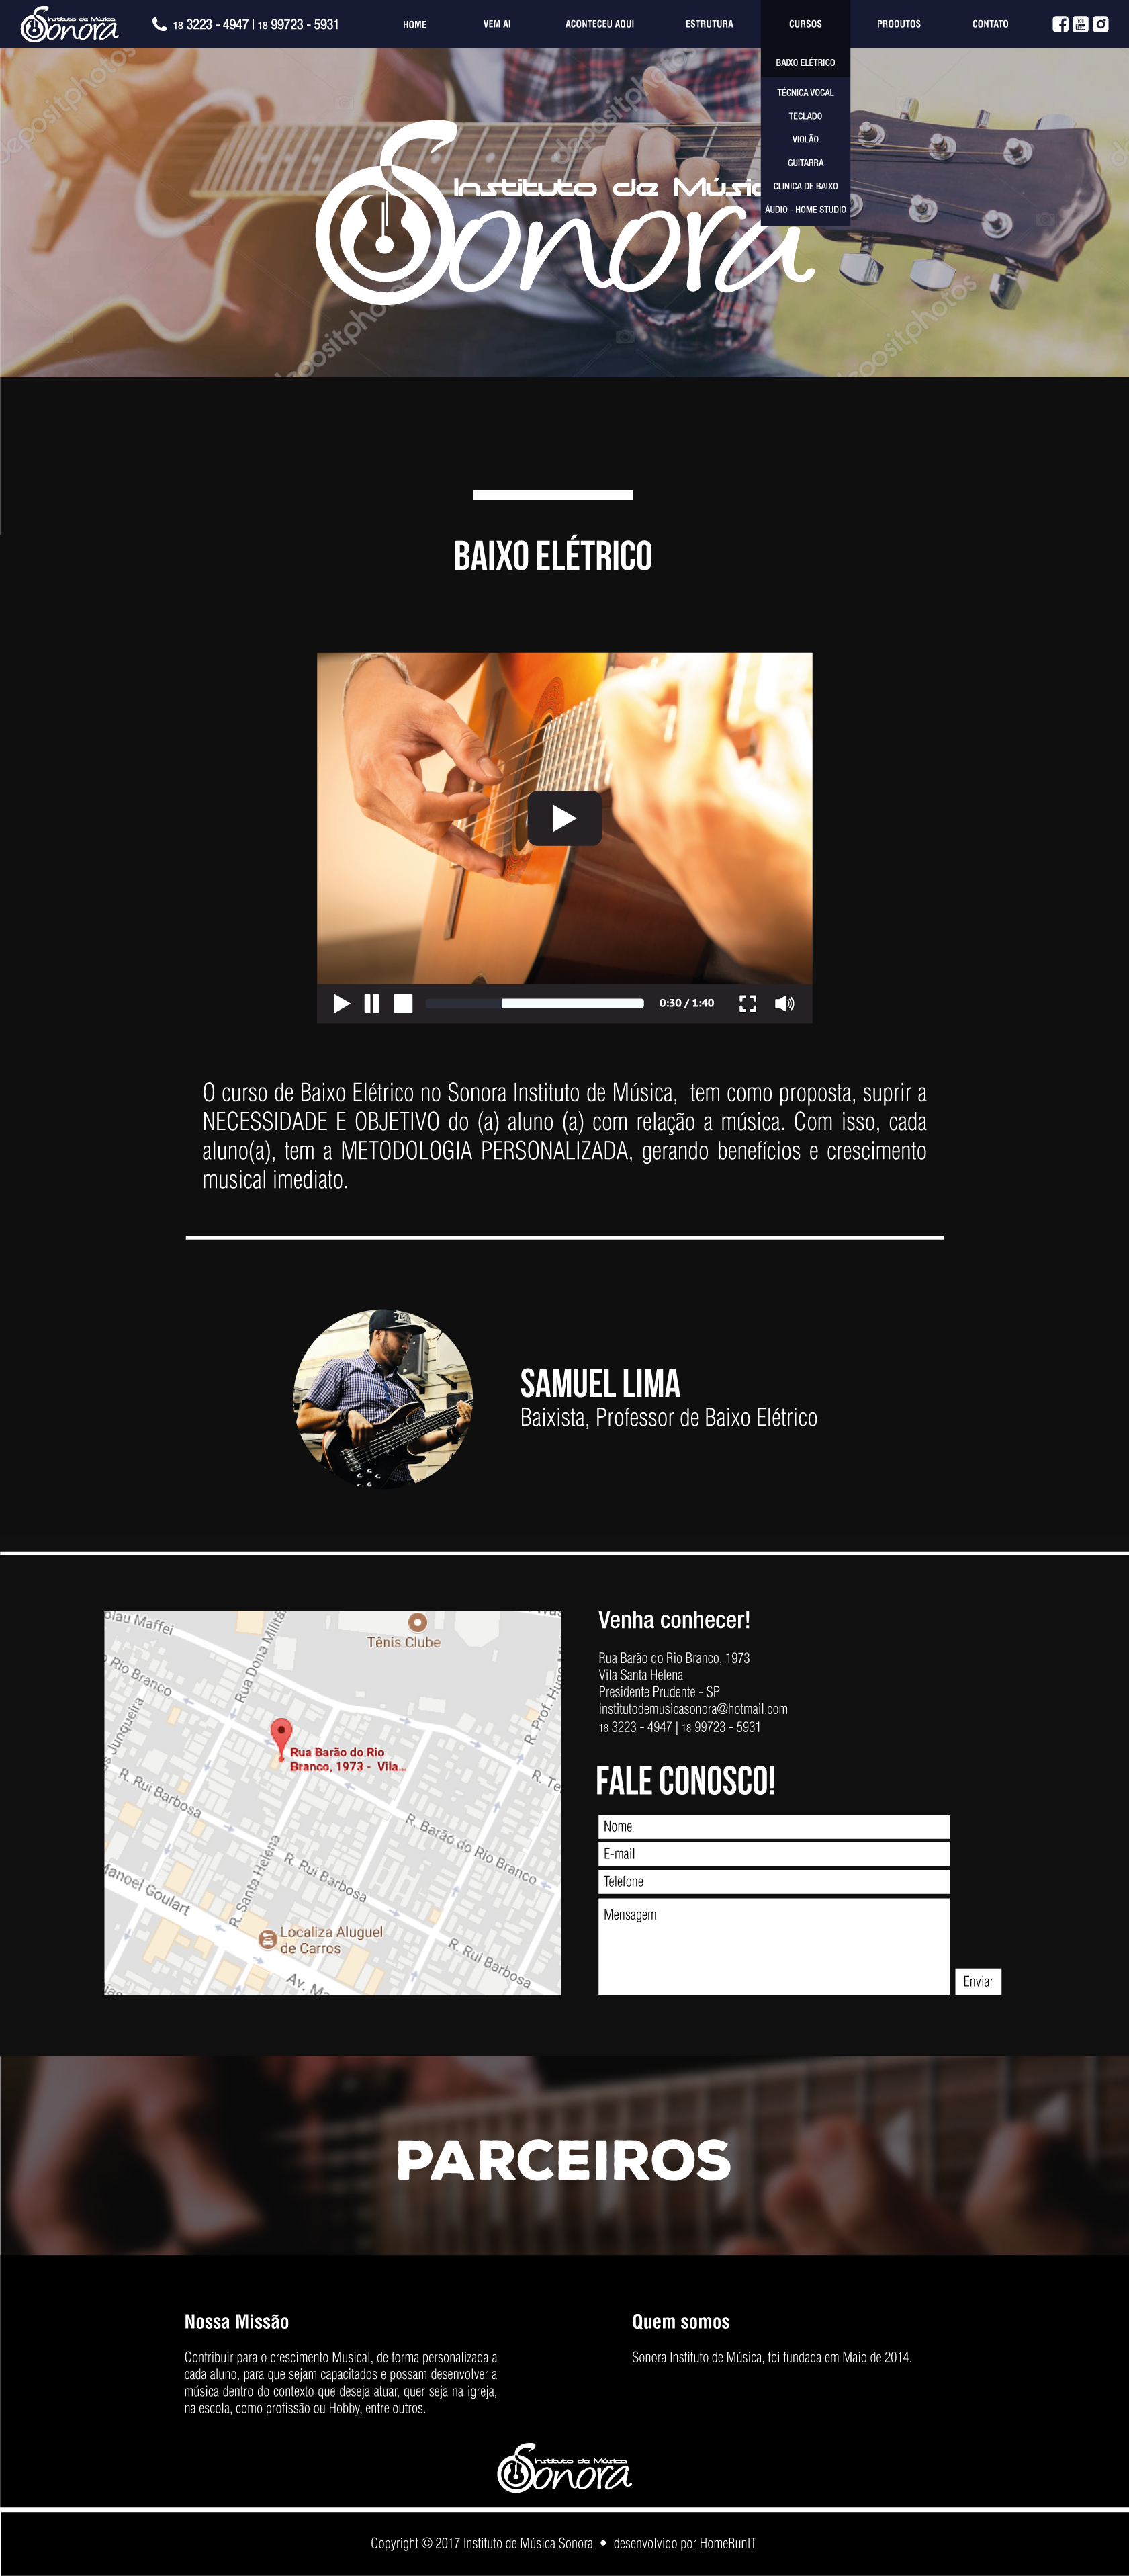 Instituto de Música
Sonora
18 3223 - 4947 | 18 99723 - 5931
HOME
VEM AI
ACONTECEU AQUI
ESTRUTURA
CURSOS
PRODUTOS
CONTATO
BAIXO ELÉTRICO
TÉCNICA VOCAL
TECLADO
VIOLÃO
GUITARRA
CLINICA DE BAIXO
ÁUDIO - HOME STUDIO
depositphotos
depositphotos
depositphotos
Instituto de Músic
Sonora
depositphotos
depositphotos
BAIXO ELÉTRICO
0:30 / 1:40
O curso de Baixo Elétrico no Sonora Instituto de Música, tem como proposta, suprir a
NECESSIDADE E OBJETIVO do (a) aluno (a) com relação a música. Com isso, cada
aluno(a), tem a METODOLOGIA PERSONALIZADA, gerando benefícios e crescimento
musical imediato.
SAMUEL LIMA
Baixista, Professor de Baixo Elétrico
olau Maffei
Rio Branco
Rua Dona Militã
Tênis Clube
R. Prof. Hugo
s Junqueira
Rua Barão do Rio
Branco, 1973 - Vila...
R. Rui Barbosa
R. Te
R. Barão do Rio Branco
R. Santa Helena
R. Rui Barbosa
Manoel Goulart
Localiza Aluguel
de Carros
R. Rui Barbosa
Av. Ma
Venha conhecer!
Rua Barão do Rio Branco, 1973
Vila Santa Helena
Presidente Prudente - SP
institutodemusicasonora@hotmail.com
18 3223 - 4947 | 18 99723 - 5931
FALE CONOSCO!
Nome
E-mail
Telefone
Mensagem
Enviar
PARCEIROS
Nossa Missão
Contribuir para o crescimento Musical, de forma personalizada a
cada aluno, para que sejam capacitados e possam desenvolver a
música dentro do contexto que deseja atuar, quer seja na igreja,
na escola, como profissão ou Hobby, entre outros.
Quem somos
Sonora Instituto de Música, foi fundada em Maio de 2014.
Instituto de Música
Sonora
Copyright © 2017 Instituto de Música Sonora • desenvolvido por HomeRunIT